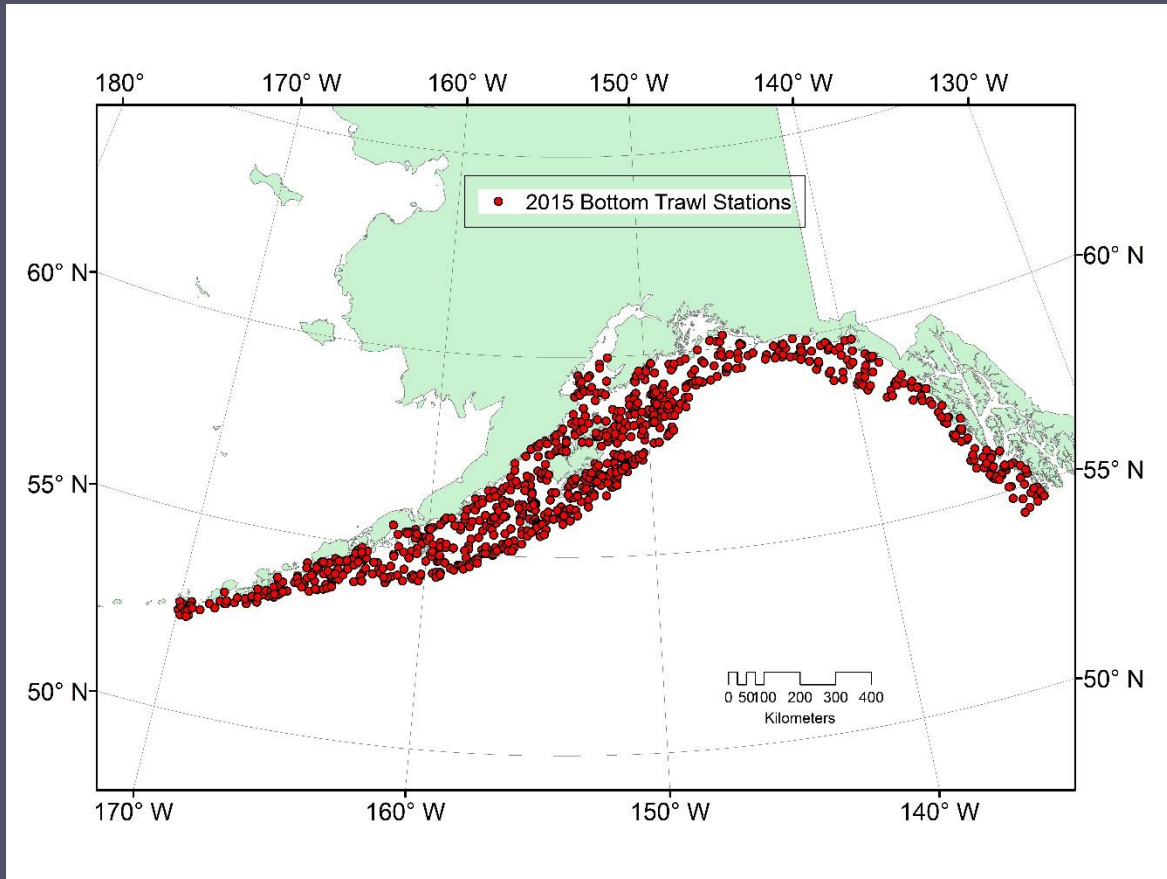 180° 170° W 160° W 150° W 140° W 130° W
2015 Bottom Trawl Stations
60° N 60° N
55° N 55° N
50° N 50° N
0 50100 200 300 400
Kilometers
170° W 160° W 150° W 140° W